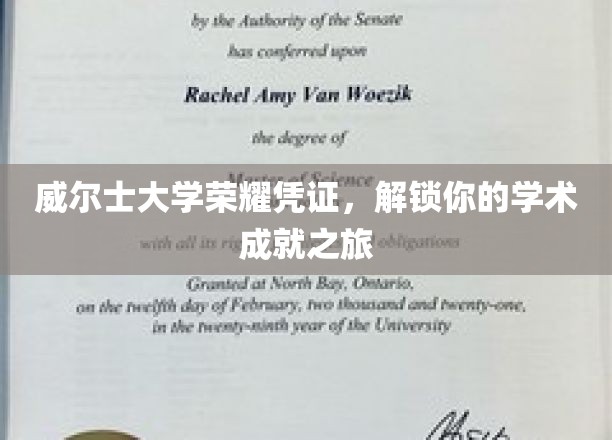 by the Authority of the Senate
has conferred upon
Rachel Amy Van Woezik
the degree of
Master of Science
威尔士大学荣耀凭证，解锁你的学术
成就之旅
with all its obligations
Granted at North Bay, Ontario,
on the twelfth day of February, two thousand and twenty-one,
in the twenty-ninth year of the University